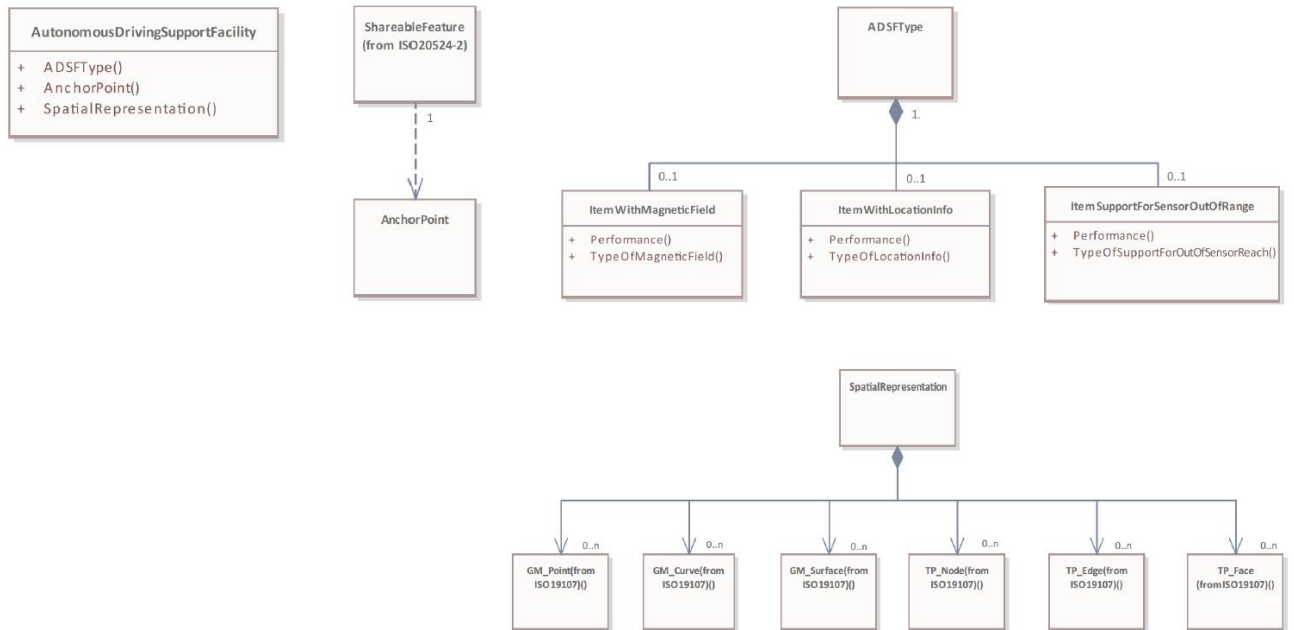 AutonomousDrivingSupportFacility
+ ADSFType()
+ AnchorPoint()
+ SpatialRepresentation()
ShareableFeature
(from ISO20524-2)
1
AnchorPoint
ADSFType
1.
0..1
0..1
0..1
ItemWithMagneticField
+ Performance()
+ TypeOfMagneticField()
ItemWithLocationInfo
+ Performance()
+ TypeOfLocationInfo()
ItemSupportForSensorOutOfRange
+ Performance()
+ TypeOfSupportForOutOfSensorReach()
SpatialRepresentation
0..n
0..n
0..n
0..n
0..n
0..n
GM_Point(from
ISO19107)()
GM_Curve(from
ISO19107)()
GM_Surface(from
ISO19107)()
TP_Node(from
ISO19107)()
TP_Edge(from
ISO19107)()
TP_Face
(fromISO19107)()